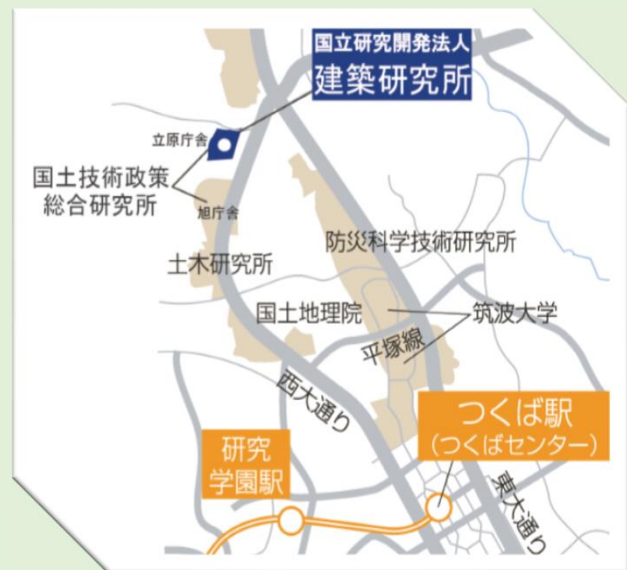 国立研究開発法人
建築研究所
立原庁舎
国土技術政策
総合研究所
旭庁舎
防災科学技術研究所
土木研究所
国土地理院
筑波大学
平塚線
西大通り
つくば駅
(つくばセンター)
研究
学園駅
東大通り